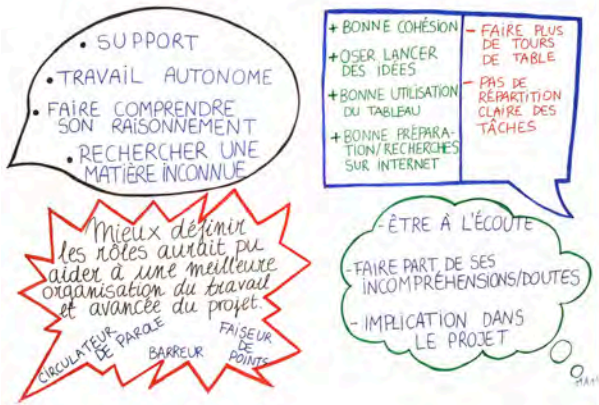 • SUPPORT
• TRAVAIL AUTONOME
• FAIRE COMPRENDRE
SON RAISONNEMENT
• RECHERCHER UNE
MATIÈRE INCONNUE
+ BONNE COHÉSION
+ OSER LANCER
DES IDÉES
+ BONNE UTILISATION
DU TABLEAU
+ BONNE PRÉPARA-
TION/RECHERCHES
SUR INTERNET
- FAIRE PLUS
DE TOURS
DE TABLE
- PAS DE
RÉPARTITION
CLAIRE DES
TÂCHES
Mieux définir
les rôles aurait pu
aider à une meilleure
organisation du travail
et avancée du projet.
CIRCULATEUR
DE PAROLE
BARREUR
FAISEUR
DE
POINTS
- ÊTRE À L'ÉCOUTE
- FAIRE PART DE SES
INCOMPRÉHENSIONS/DOUTES
- IMPLICATION DANS
LE PROJET